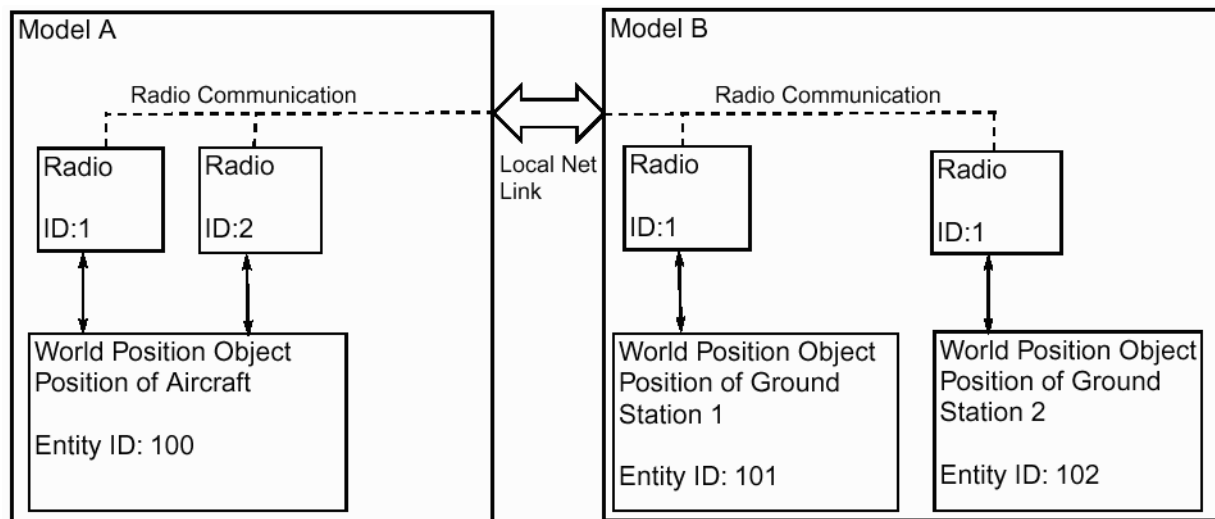 Model A
Radio Communication
Radio
ID:1
Radio
ID:2
World Position Object
Position of Aircraft
Entity ID: 100
Local Net
Link
Model B
Radio Communication
Radio
ID:1
Radio
ID:1
World Position Object
Position of Ground
Station 1
Entity ID: 101
World Position Object
Position of Ground
Station 2
Entity ID: 102